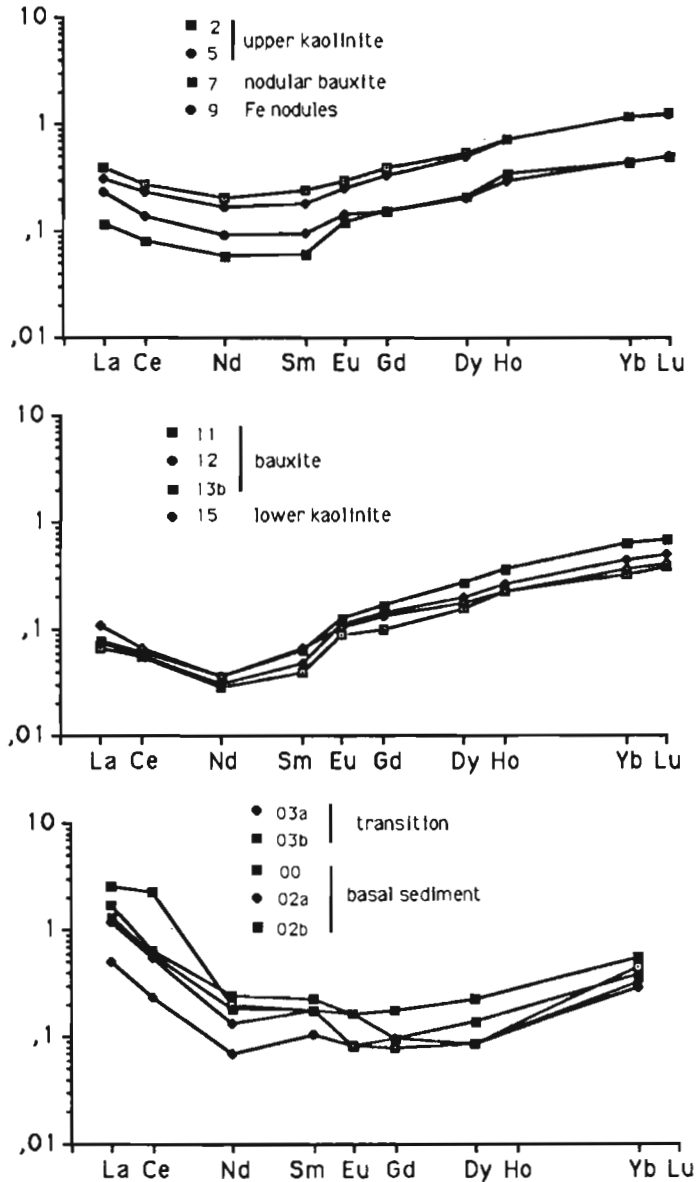 10
1
,1
,01
2
5
upper kaolinite
7 nodular bauxite
9 Fe nodules
La Ce Nd Sm Eu Gd Dy Ho Yb Lu
10
1
,1
,01
11
12
13b
bauxite
15 lower kaolinite
La Ce Nd Sm Eu Gd Dy Ho Yb Lu
10
1
,1
,01
03a
03b
transition
00
02a
02b
basal sediment
La Ce Nd Sm Eu Gd Dy Ho Yb Lu